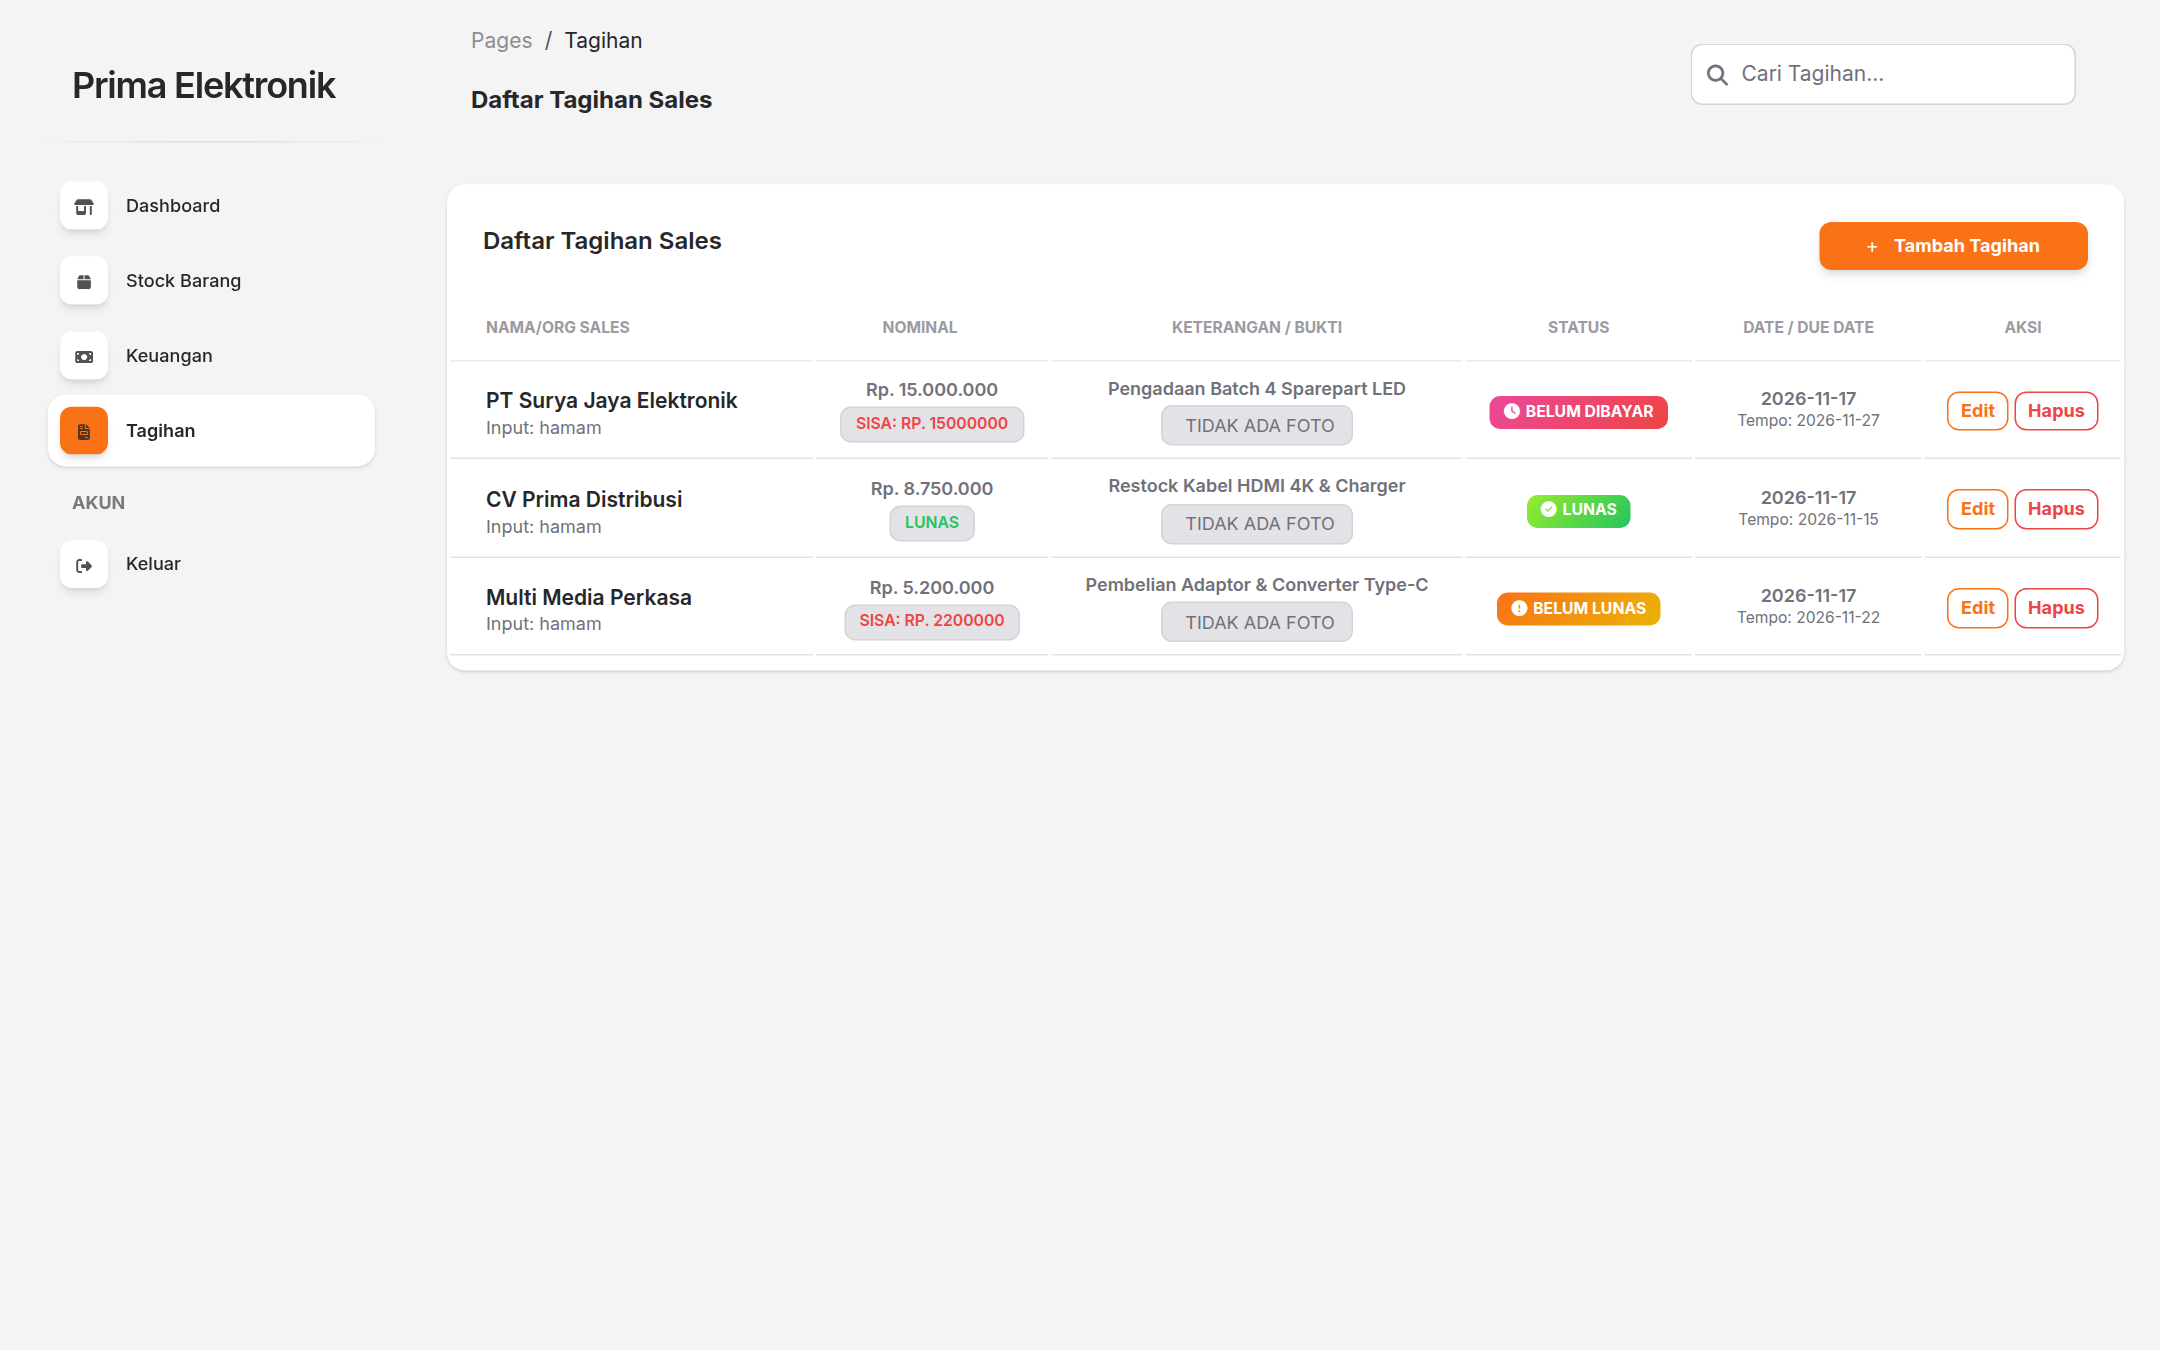 Prima Elektronik
Dashboard
Stock Barang
Keuangan
Tagihan
AKUN
Keluar
Pages / Tagihan
Daftar Tagihan Sales
Cari Tagihan...
Daftar Tagihan Sales
+ Tambah Tagihan
NAMA/ORG SALES NOMINAL KETERANGAN / BUKTI STATUS DATE / DUE DATE AKSI
PT Surya Jaya Elektronik
Input: hamam
Rp. 15.000.000
SISA: RP. 15000000
Pengadaan Batch 4 Sparepart LED
TIDAK ADA FOTO
BELUM DIBAYAR
2026-11-17
Tempo: 2026-11-27
Edit Hapus
CV Prima Distribusi
Input: hamam
Rp. 8.750.000
LUNAS
Restock Kabel HDMI 4K & Charger
TIDAK ADA FOTO
LUNAS
2026-11-17
Tempo: 2026-11-15
Edit Hapus
Multi Media Perkasa
Input: hamam
Rp. 5.200.000
SISA: RP. 2200000
Pembelian Adaptor & Converter Type-C
TIDAK ADA FOTO
BELUM LUNAS
2026-11-17
Tempo: 2026-11-22
Edit Hapus